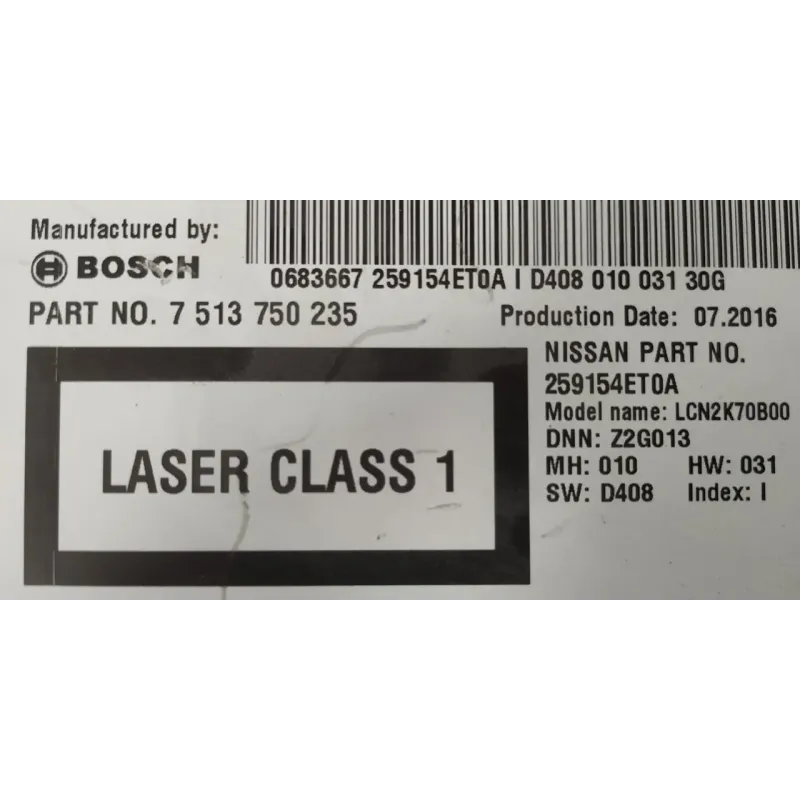 Manufactured by:
BOSCH
0683667 259154ET0A I D408 010 031 30G
PART NO. 7 513 750 235
Production Date: 07.2016
NISSAN PART NO.
259154ET0A
Model name: LCN2K70B00
DNN: Z2G013
MH: 010 HW: 031
SW: D408 Index: I
LASER CLASS 1